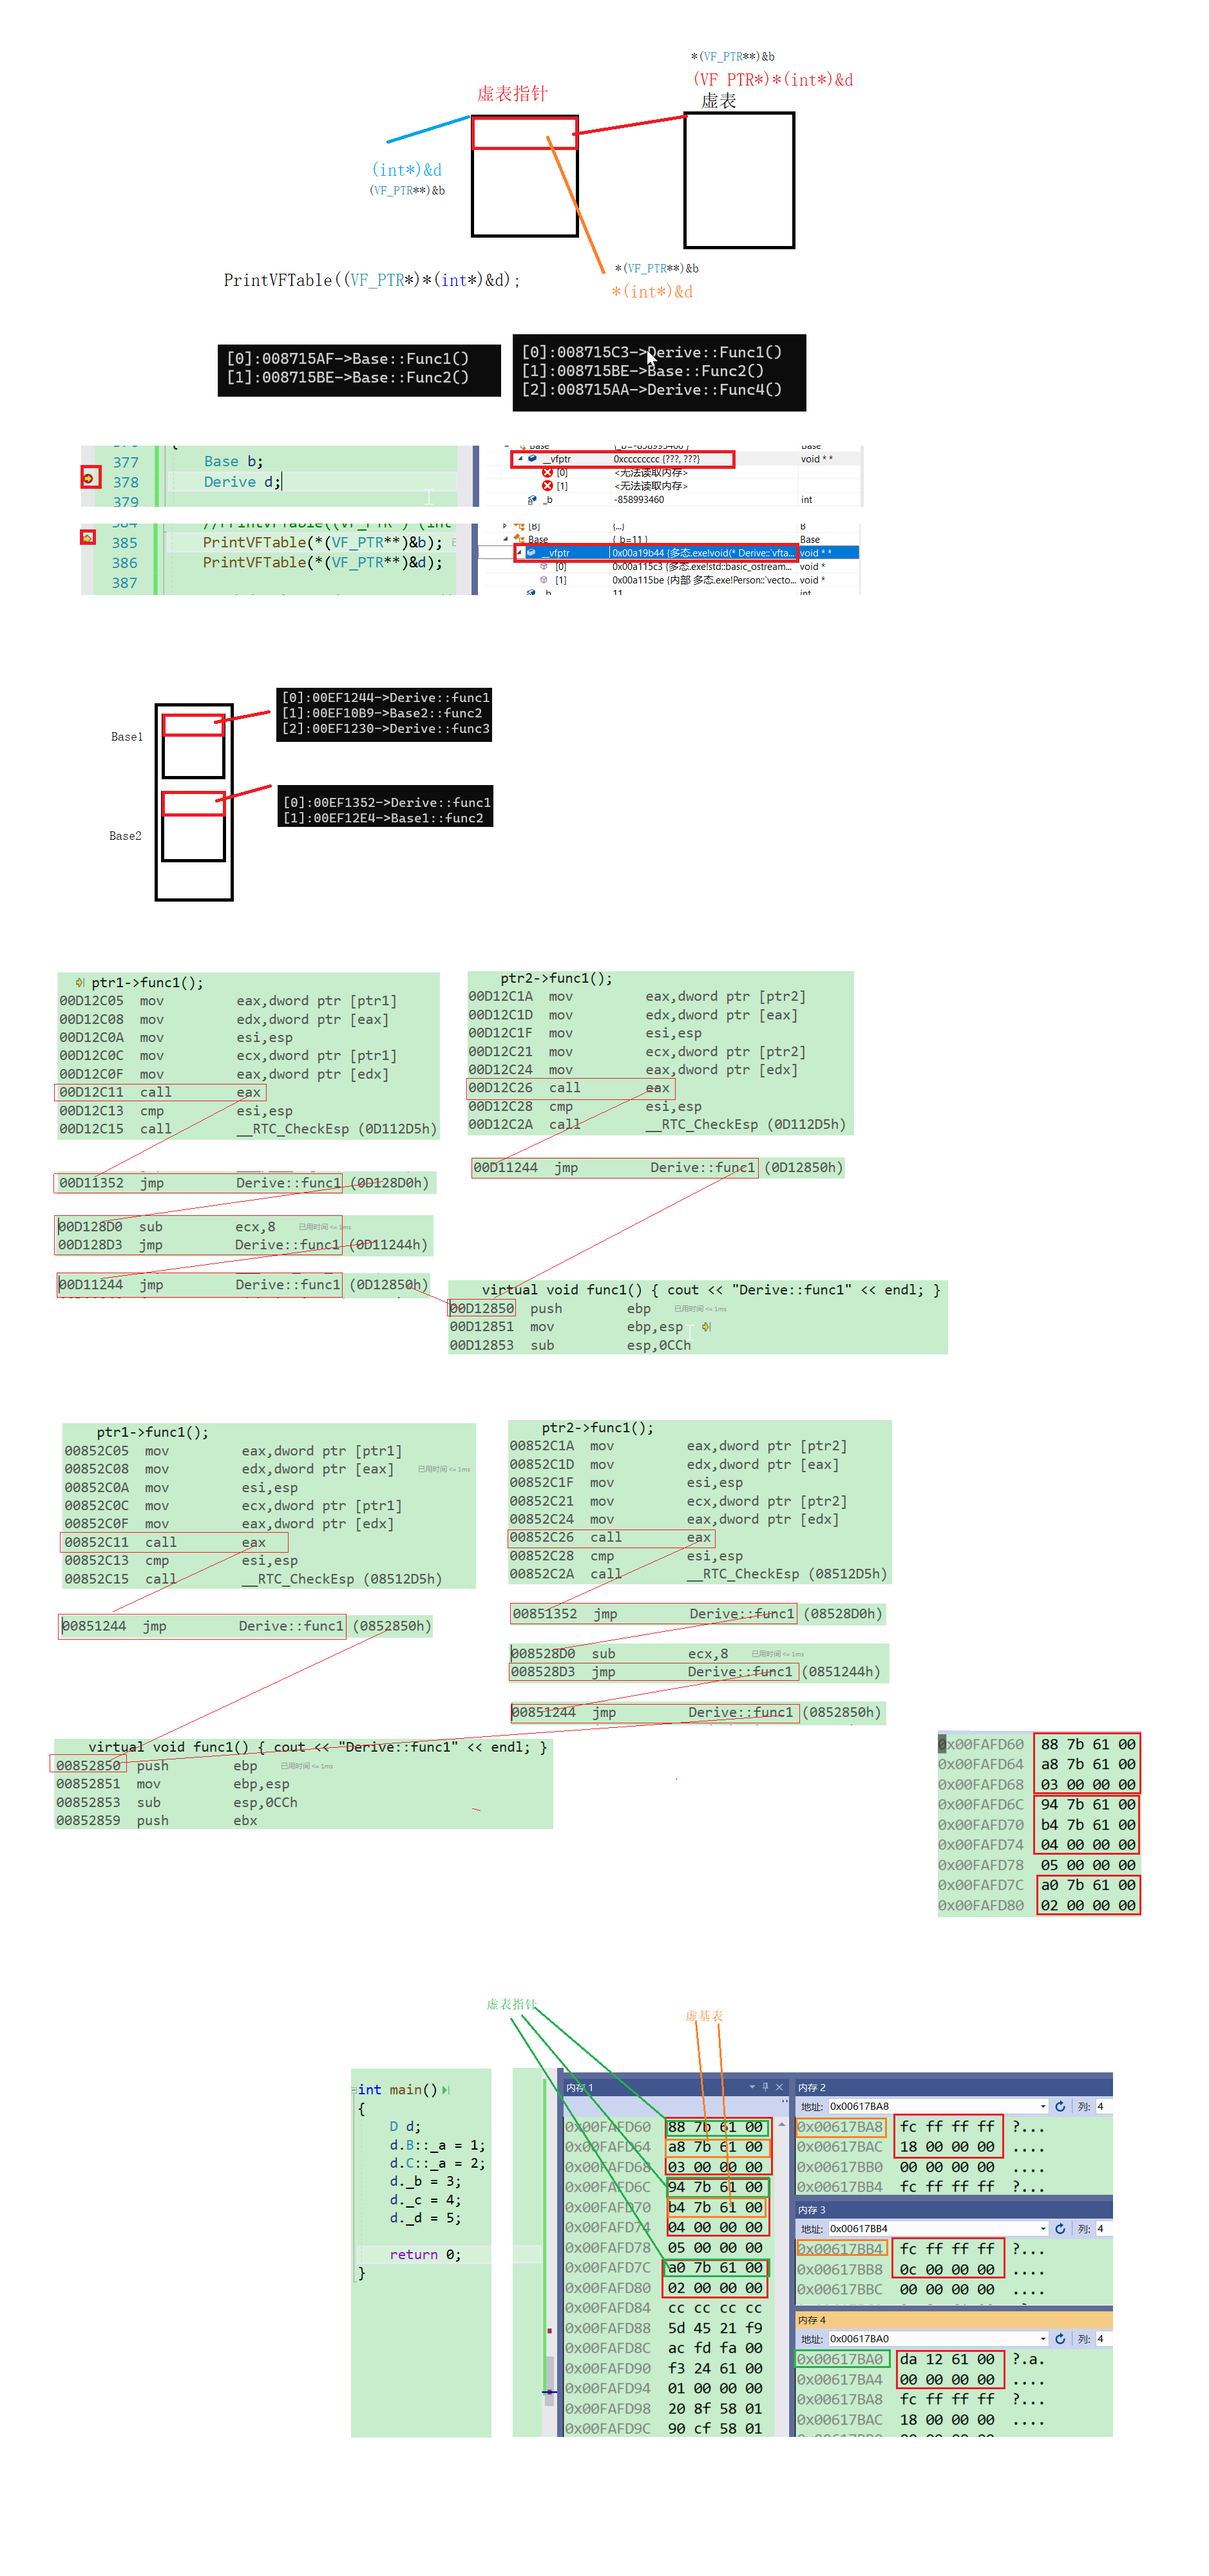 *(VF_PTR**)&b
(VF_PTR*)*(int*)&d
虚表指针
虚表
(int*)&d
(VF_PTR**)&b
*(VF_PTR**)&b
*(int*)&d
PrintVFTable((VF_PTR*)*(int*)&d);
[0]:008715AF->Base::Func1()
[1]:008715BE->Base::Func2()
[0]:008715C3->Derive::Func1()
[1]:008715BE->Base::Func2()
[2]:008715AA->Derive::Func4()
377 Base b;
378 Derive d;
379
Base {_b=-858993460 } Base
__vfptr 0xcccccccc {???, ???} void * *
[0] <无法读取内存>
[1] <无法读取内存>
_b -858993460 int
385 PrintVFTable(*(VF_PTR**)&b);
386 PrintVFTable(*(VF_PTR**)&d);
387
[B] {...} B
Base {_b=11 } Base
__vfptr 0x00a19b44 {多态.exe!void(* Derive::`vfta... void * *
[0] 0x00a115c3 {多态.exe!std::basic_ostream... void *
[1] 0x00a115be {内部 多态.exe!Person::`vecto... void *
_b 11 int
Base1
[0]:00EF1244->Derive::func1
[1]:00EF10B9->Base2::func2
[2]:00EF1230->Derive::func3
Base2
[0]:00EF1352->Derive::func1
[1]:00EF12E4->Base1::func2
ptr1->func1();
00D12C05 mov eax,dword ptr [ptr1]
00D12C08 mov edx,dword ptr [eax]
00D12C0A mov esi,esp
00D12C0C mov ecx,dword ptr [ptr1]
00D12C0F mov eax,dword ptr [edx]
00D12C11 call eax
00D12C13 cmp esi,esp
00D12C15 call __RTC_CheckEsp (0D112D5h)
00D11352 jmp Derive::func1 (0D128D0h)
00D128D0 sub ecx,8 已用时间 <= 1ms
00D128D3 jmp Derive::func1 (0D11244h)
00D11244 jmp Derive::func1 (0D12850h)
ptr2->func1();
00D12C1A mov eax,dword ptr [ptr2]
00D12C1D mov edx,dword ptr [eax]
00D12C1F mov esi,esp
00D12C21 mov ecx,dword ptr [ptr2]
00D12C24 mov eax,dword ptr [edx]
00D12C26 call eax
00D12C28 cmp esi,esp
00D12C2A call __RTC_CheckEsp (0D112D5h)
00D11244 jmp Derive::func1 (0D12850h)
virtual void func1() { cout << "Derive::func1" << endl; }
00D12850 push ebp 已用时间 <= 1ms
00D12851 mov ebp,esp
00D12853 sub esp,0CCh
ptr1->func1();
00852C05 mov eax,dword ptr [ptr1]
00852C08 mov edx,dword ptr [eax] 已用时间 <= 1ms
00852C0A mov esi,esp
00852C0C mov ecx,dword ptr [ptr1]
00852C0F mov eax,dword ptr [edx]
00852C11 call eax
00852C13 cmp esi,esp
00852C15 call __RTC_CheckEsp (08512D5h)
00851244 jmp Derive::func1 (0852850h)
ptr2->func1();
00852C1A mov eax,dword ptr [ptr2]
00852C1D mov edx,dword ptr [eax]
00852C1F mov esi,esp
00852C21 mov ecx,dword ptr [ptr2]
00852C24 mov eax,dword ptr [edx]
00852C26 call eax
00852C28 cmp esi,esp
00852C2A call __RTC_CheckEsp (08512D5h)
00851352 jmp Derive::func1 (08528D0h)
008528D0 sub ecx,8 已用时间 <= 1ms
008528D3 jmp Derive::func1 (0851244h)
00851244 jmp Derive::func1 (0852850h)
virtual void func1() { cout << "Derive::func1" << endl; }
00852850 push ebp 已用时间 <= 1ms
00852851 mov ebp,esp
00852853 sub esp,0CCh
00852859 push ebx
0x00FAFD60 88 7b 61 00
0x00FAFD64 a8 7b 61 00
0x00FAFD68 03 00 00 00
0x00FAFD6C 94 7b 61 00
0x00FAFD70 b4 7b 61 00
0x00FAFD74 04 00 00 00
0x00FAFD78 05 00 00 00
0x00FAFD7C a0 7b 61 00
0x00FAFD80 02 00 00 00
虚表指针
虚基表
int main()
{
D d;
d.B::_a = 1;
d.C::_a = 2;
d._b = 3;
d._c = 4;
d._d = 5;
return 0;
}
内存 1
0x00FAFD60 88 7b 61 00
0x00FAFD64 a8 7b 61 00
0x00FAFD68 03 00 00 00
0x00FAFD6C 94 7b 61 00
0x00FAFD70 b4 7b 61 00
0x00FAFD74 04 00 00 00
0x00FAFD78 05 00 00 00
0x00FAFD7C a0 7b 61 00
0x00FAFD80 02 00 00 00
0x00FAFD84 cc cc cc cc
0x00FAFD88 5d 45 21 f9
0x00FAFD8C ac fd fa 00
0x00FAFD90 f3 24 61 00
0x00FAFD94 01 00 00 00
0x00FAFD98 20 8f 58 01
0x00FAFD9C 90 cf 58 01
内存 2
地址: 0x00617BA8 列: 4
0x00617BA8 fc ff ff ff ?...
0x00617BAC 18 00 00 00 ....
0x00617BB0 00 00 00 00 ....
0x00617BB4 fc ff ff ff ?...
内存 3
地址: 0x00617BB4 列: 4
0x00617BB4 fc ff ff ff ?...
0x00617BB8 0c 00 00 00 ....
0x00617BBC 00 00 00 00 ....
内存 4
地址: 0x00617BA0 列: 4
0x00617BA0 da 12 61 00 ?.a.
0x00617BA4 00 00 00 00 ....
0x00617BA8 fc ff ff ff ?...
0x00617BAC 18 00 00 00 ....